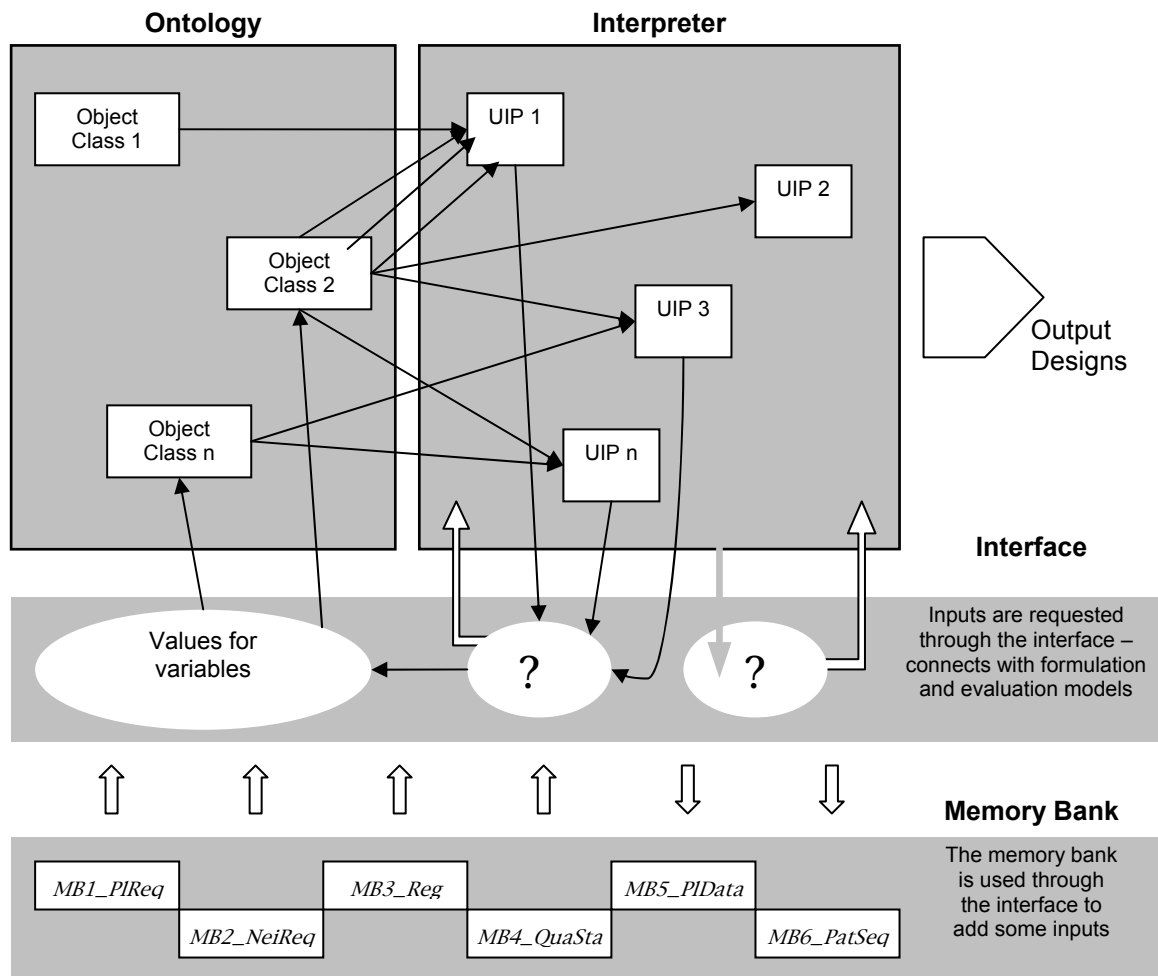 Ontology
Interpreter
Object
Class 1
UIP 1
UIP 2
Object
Class 2
UIP 3
Output
Designs
Object
Class n
UIP n
Interface
Inputs are requested
through the interface –
connects with formulation
and evaluation models
Values for
variables
?
?
Memory Bank
The memory bank
is used through
the interface to
add some inputs
MB1_PlReq
MB2_NeiReq
MB3_Reg
MB4_QuaSta
MB5_PlData
MB6_PatSeq